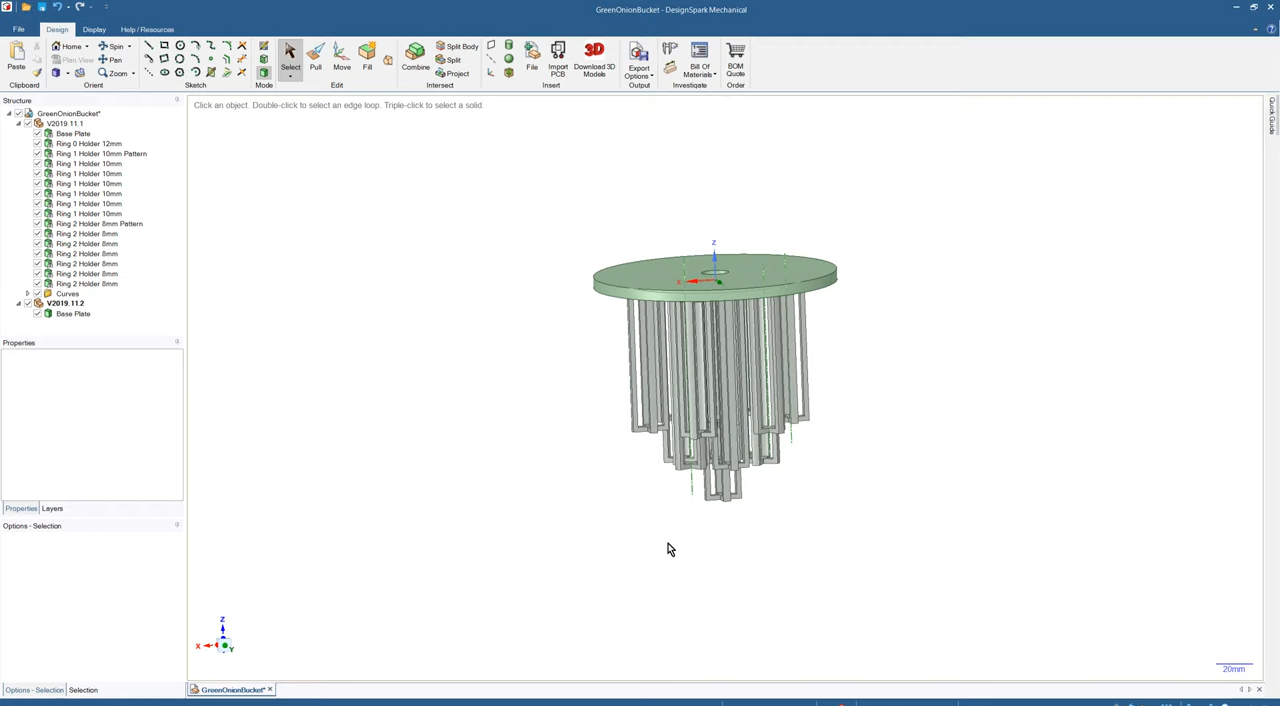 GreenOnionBucket - DesignSpark Mechanical
File Design Display Help / Resources
Paste
Clipboard
Home Spin
Plan View Pan
Zoom
Orient
Sketch
Mode
Select Pull Move Fill
Edit
Combine
Split Body
Split
Project
Intersect
File
Import PCB
Download 3D Models
Insert
Export Options
Output
Bill Of Materials
Investigate
BOM Quote
Order
Structure
GreenOnionBucket*
V2019.11.1
Base Plate
Ring 0 Holder 12mm
Ring 1 Holder 10mm Pattern
Ring 1 Holder 10mm
Ring 1 Holder 10mm
Ring 1 Holder 10mm
Ring 1 Holder 10mm
Ring 1 Holder 10mm
Ring 1 Holder 10mm
Ring 2 Holder 8mm Pattern
Ring 2 Holder 8mm
Ring 2 Holder 8mm
Ring 2 Holder 8mm
Ring 2 Holder 8mm
Ring 2 Holder 8mm
Ring 2 Holder 8mm
Curves
V2019.11.2
Base Plate
Properties
Properties Layers
Options - Selection
Options - Selection Selection
Click an object. Double-click to select an edge loop. Triple-click to select a solid.
Quick Guide
Z
X
Z
X
Y
20mm
GreenOnionBucket*